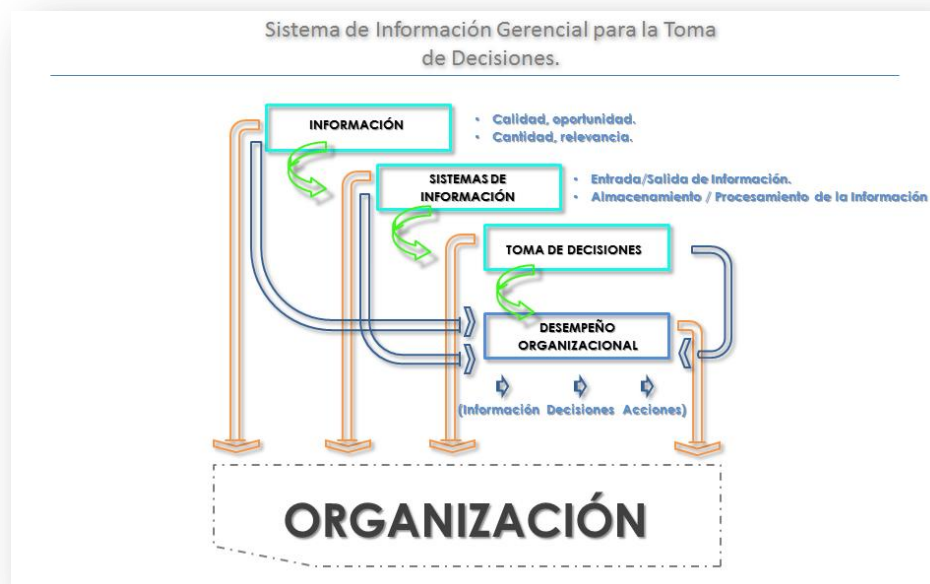 Sistema de Información Gerencial para la Toma
de Decisiones.
INFORMACIÓN
• Calidad, oportunidad.
• Cantidad, relevancia.
SISTEMAS DE
INFORMACIÓN
• Entrada/Salida de Información.
• Almacenamiento / Procesamiento de la Información
TOMA DE DECISIONES
DESEMPEÑO
ORGANIZACIONAL
(Información Decisiones Acciones)
ORGANIZACIÓN